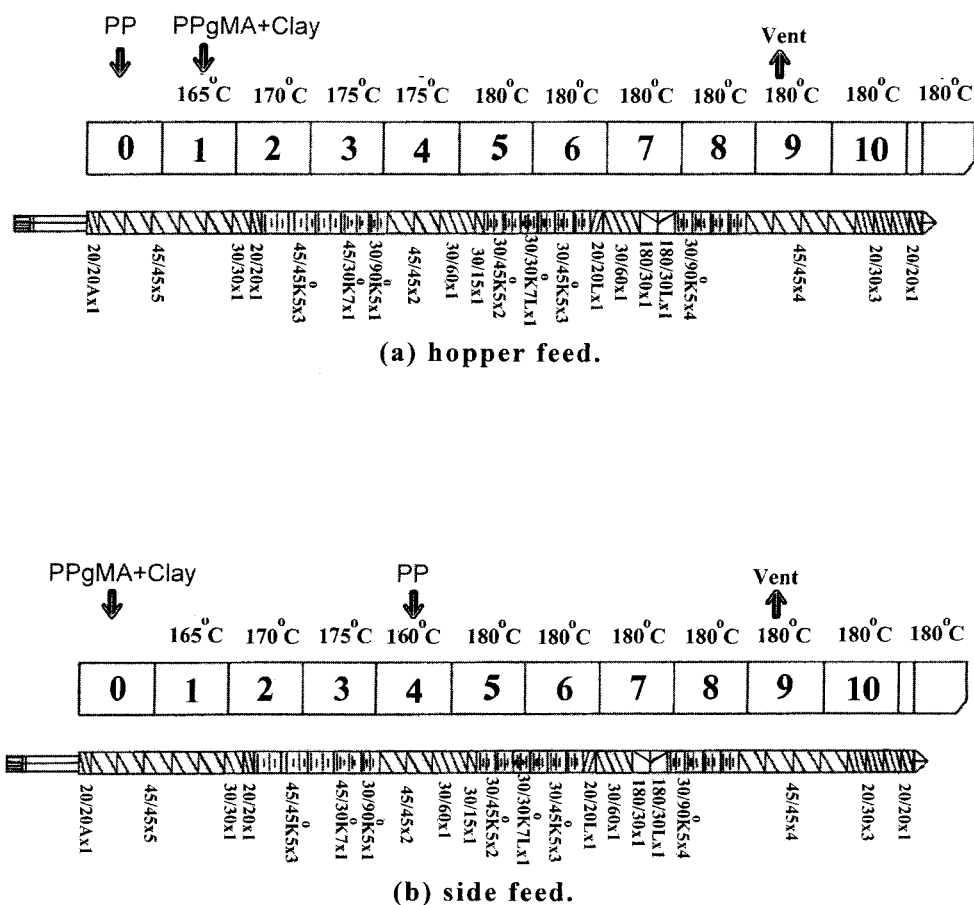 PP PPgMA+Clay Vent
165°C 170°C 175°C 175°C 180°C 180°C 180°C 180°C 180°C 180°C 180°C
0 1 2 3 4 5 6 7 8 9 10
20/20Ax1 45/45x5 30/30x1 20/20x1 45/45K5x3° 45/30K7x1° 30/90K5x1° 45/45x2 30/60x1 30/15x1 30/45K5x2° 30/30K7Lx1° 30/45K5x3° 20/20Lx1 30/60x1 180/30x1 180/30Lx1 30/90K5x4° 45/45x4 20/30x3 20/20x1
(a) hopper feed.
PPgMA+Clay PP Vent
165°C 170°C 175°C 160°C 180°C 180°C 180°C 180°C 180°C 180°C 180°C
0 1 2 3 4 5 6 7 8 9 10
20/20Ax1 45/45x5 30/30x1 20/20x1 45/45K5x3° 45/30K7x1° 30/90K5x1° 45/45x2 30/60x1 30/15x1 30/45K5x2° 30/30K7Lx1° 30/45K5x3° 20/20Lx1 30/60x1 180/30x1 180/30Lx1 30/90K5x4° 45/45x4 20/30x3 20/20x1
(b) side feed.